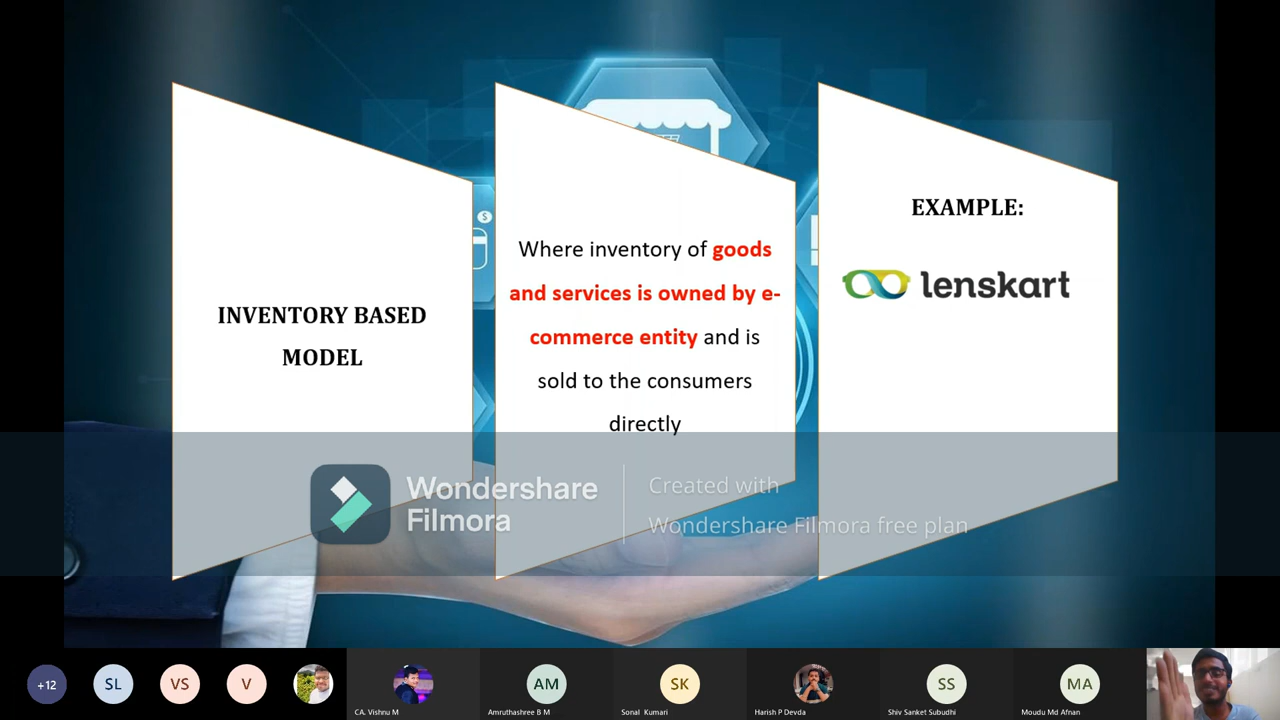 INVENTORY BASED
MODEL
Where inventory of goods
and services is owned by e-
commerce entity and is
sold to the consumers
directly
EXAMPLE:
lenskart
Wondershare
Filmora
Created with
Wondershare Filmora free plan
$
+12
SL
VS
V
CA. Vishnu M
AM
Amruthashree B M
SK
Sonal Kumari
Harish P Devda
SS
Shiv Sanket Subudhi
MA
Moudu Md Afnan